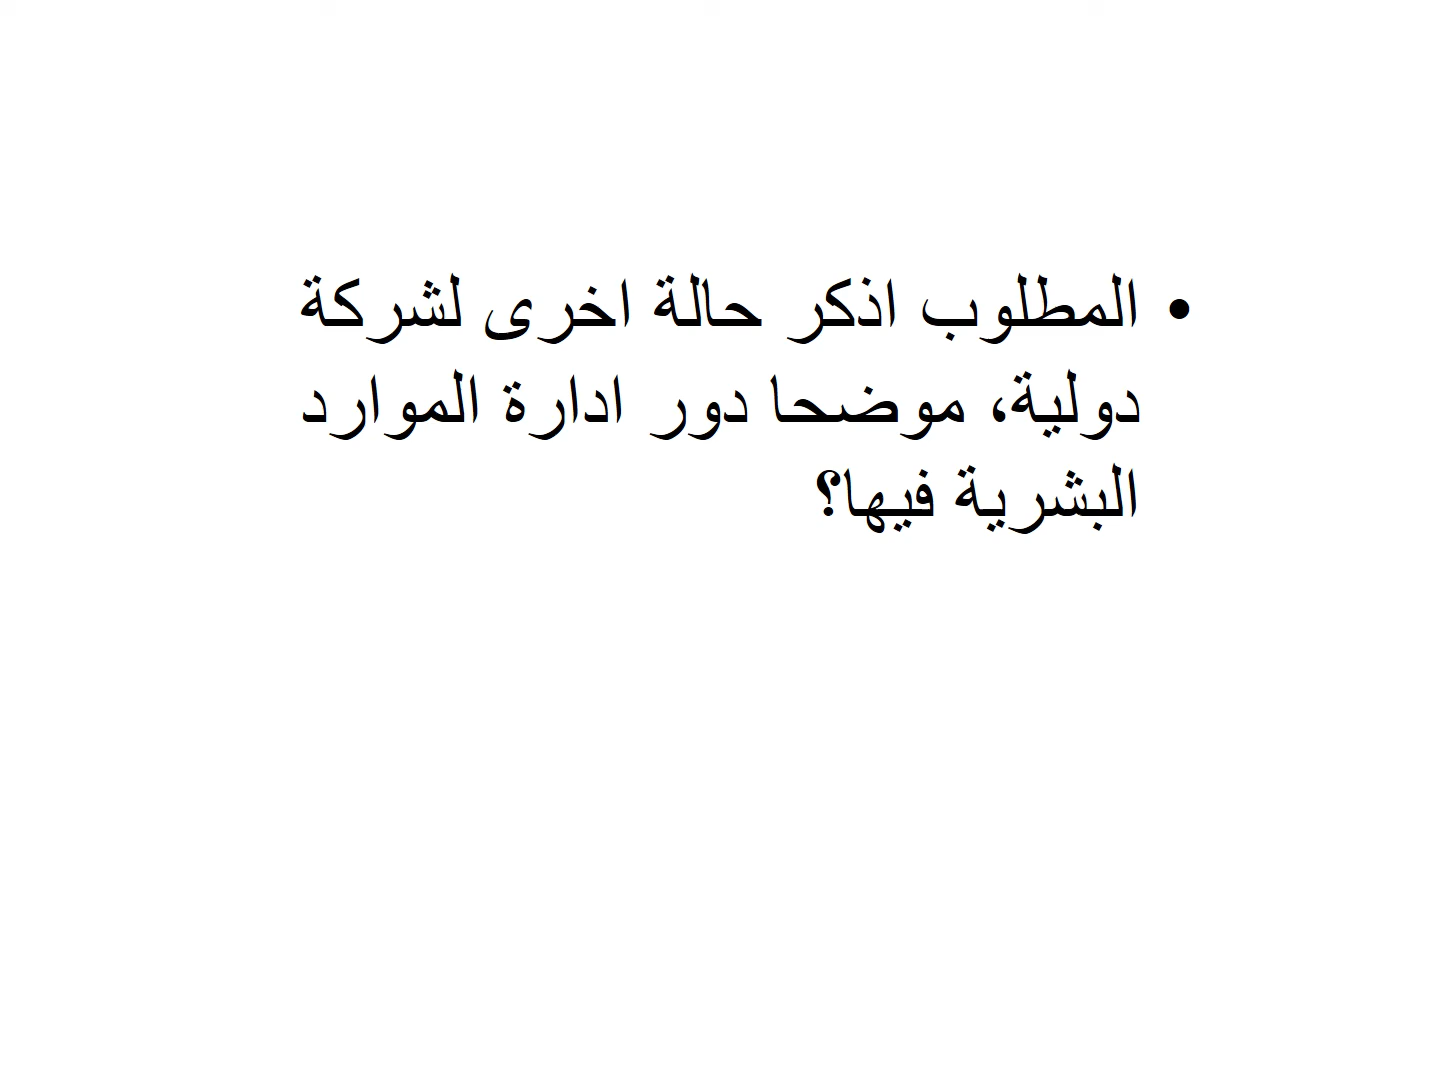 • المطلوب اذكر حالة اخرى لشركة
دولية، موضحا دور ادارة الموارد
البشرية فيها؟